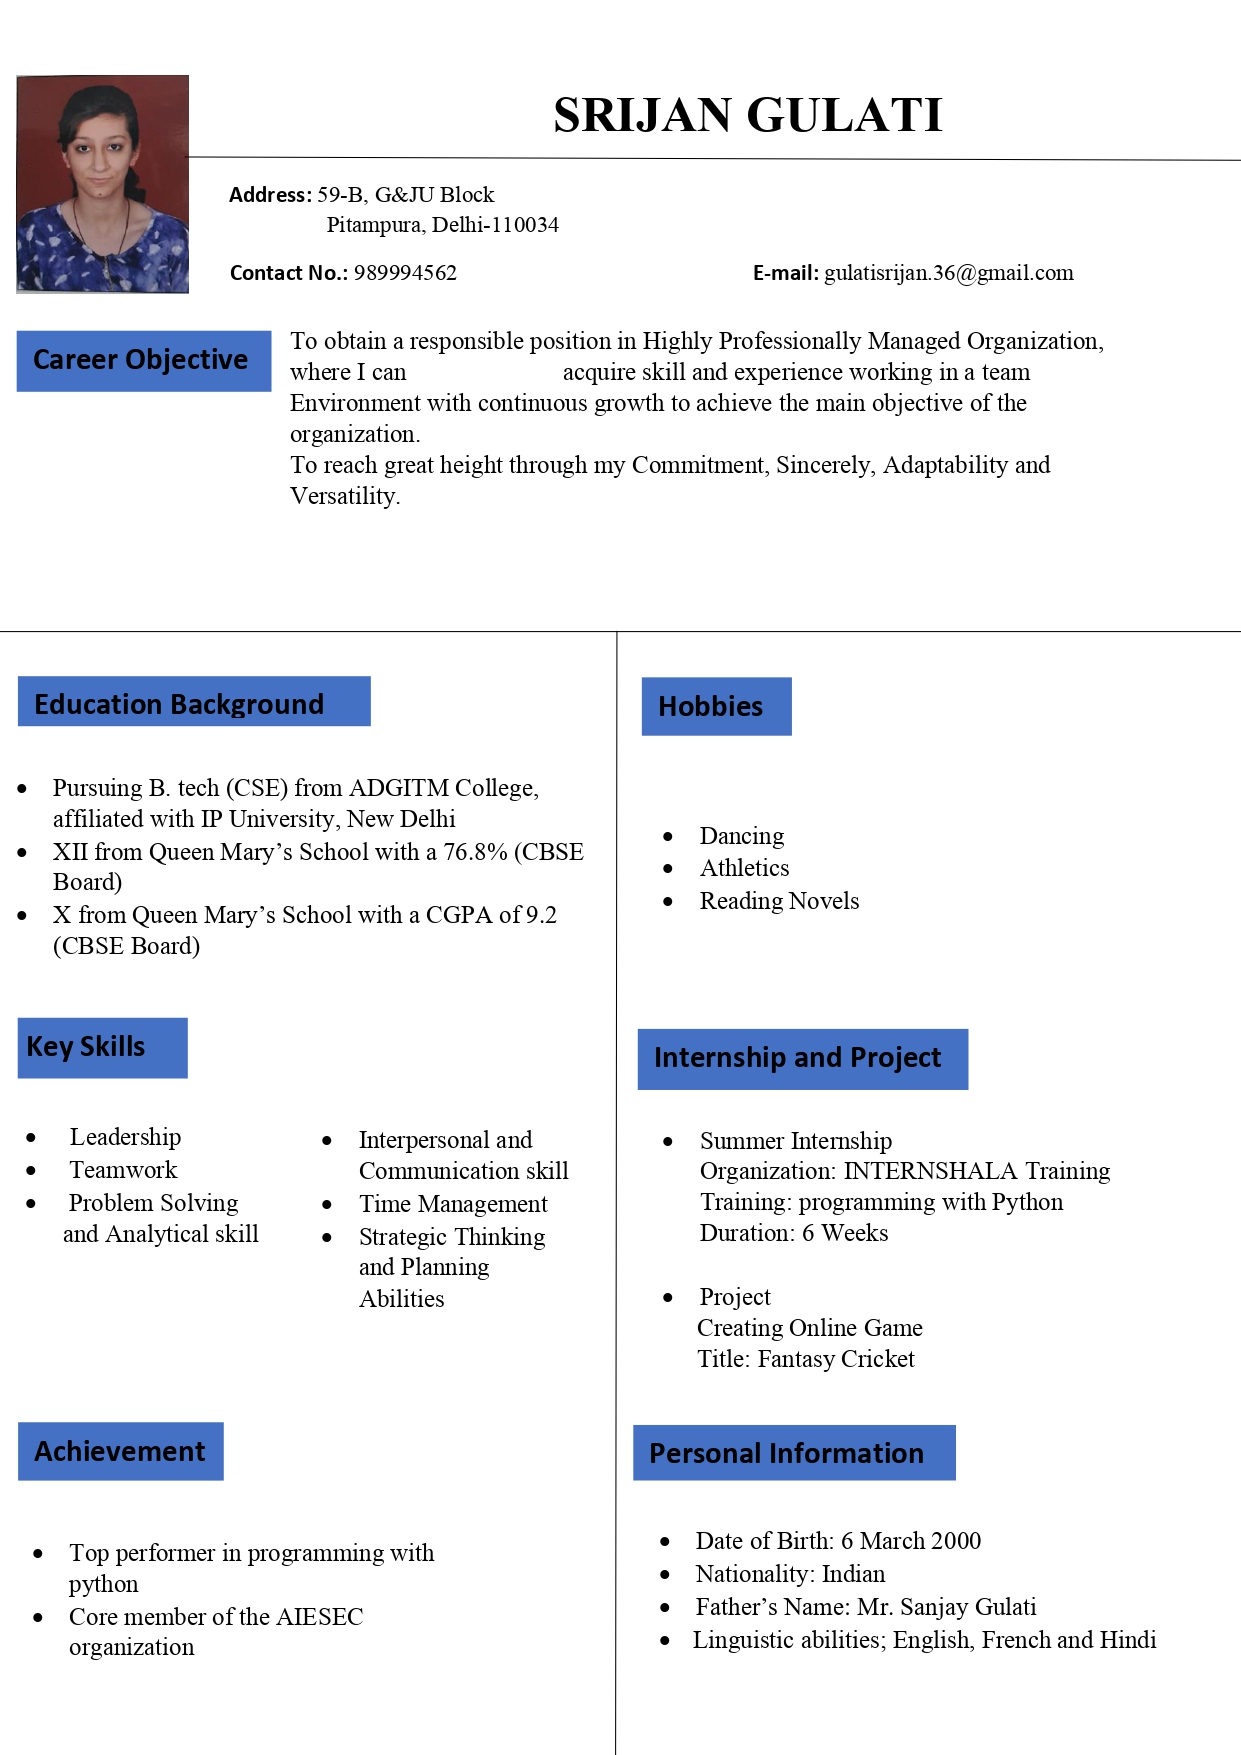 SRIJAN GULATI
Address: 59-B, G&JU Block
Pitampura, Delhi-110034
Contact No.: 989994562
E-mail: gulatisrijan.36@gmail.com
Career Objective
To obtain a responsible position in Highly Professionally Managed Organization,
where I can acquire skill and experience working in a team
Environment with continuous growth to achieve the main objective of the
organization.
To reach great height through my Commitment, Sincerely, Adaptability and
Versatility.
Education Background
• Pursuing B. tech (CSE) from ADGITM College,
affiliated with IP University, New Delhi
• XII from Queen Mary’s School with a 76.8% (CBSE
Board)
• X from Queen Mary’s School with a CGPA of 9.2
(CBSE Board)
Key Skills
• Leadership
• Teamwork
• Problem Solving
and Analytical skill
• Interpersonal and
Communication skill
• Time Management
• Strategic Thinking
and Planning
Abilities
Achievement
• Top performer in programming with
python
• Core member of the AIESEC
organization
Hobbies
• Dancing
• Athletics
• Reading Novels
Internship and Project
• Summer Internship
Organization: INTERNSHALA Training
Training: programming with Python
Duration: 6 Weeks
• Project
Creating Online Game
Title: Fantasy Cricket
Personal Information
• Date of Birth: 6 March 2000
• Nationality: Indian
• Father’s Name: Mr. Sanjay Gulati
• Linguistic abilities; English, French and Hindi